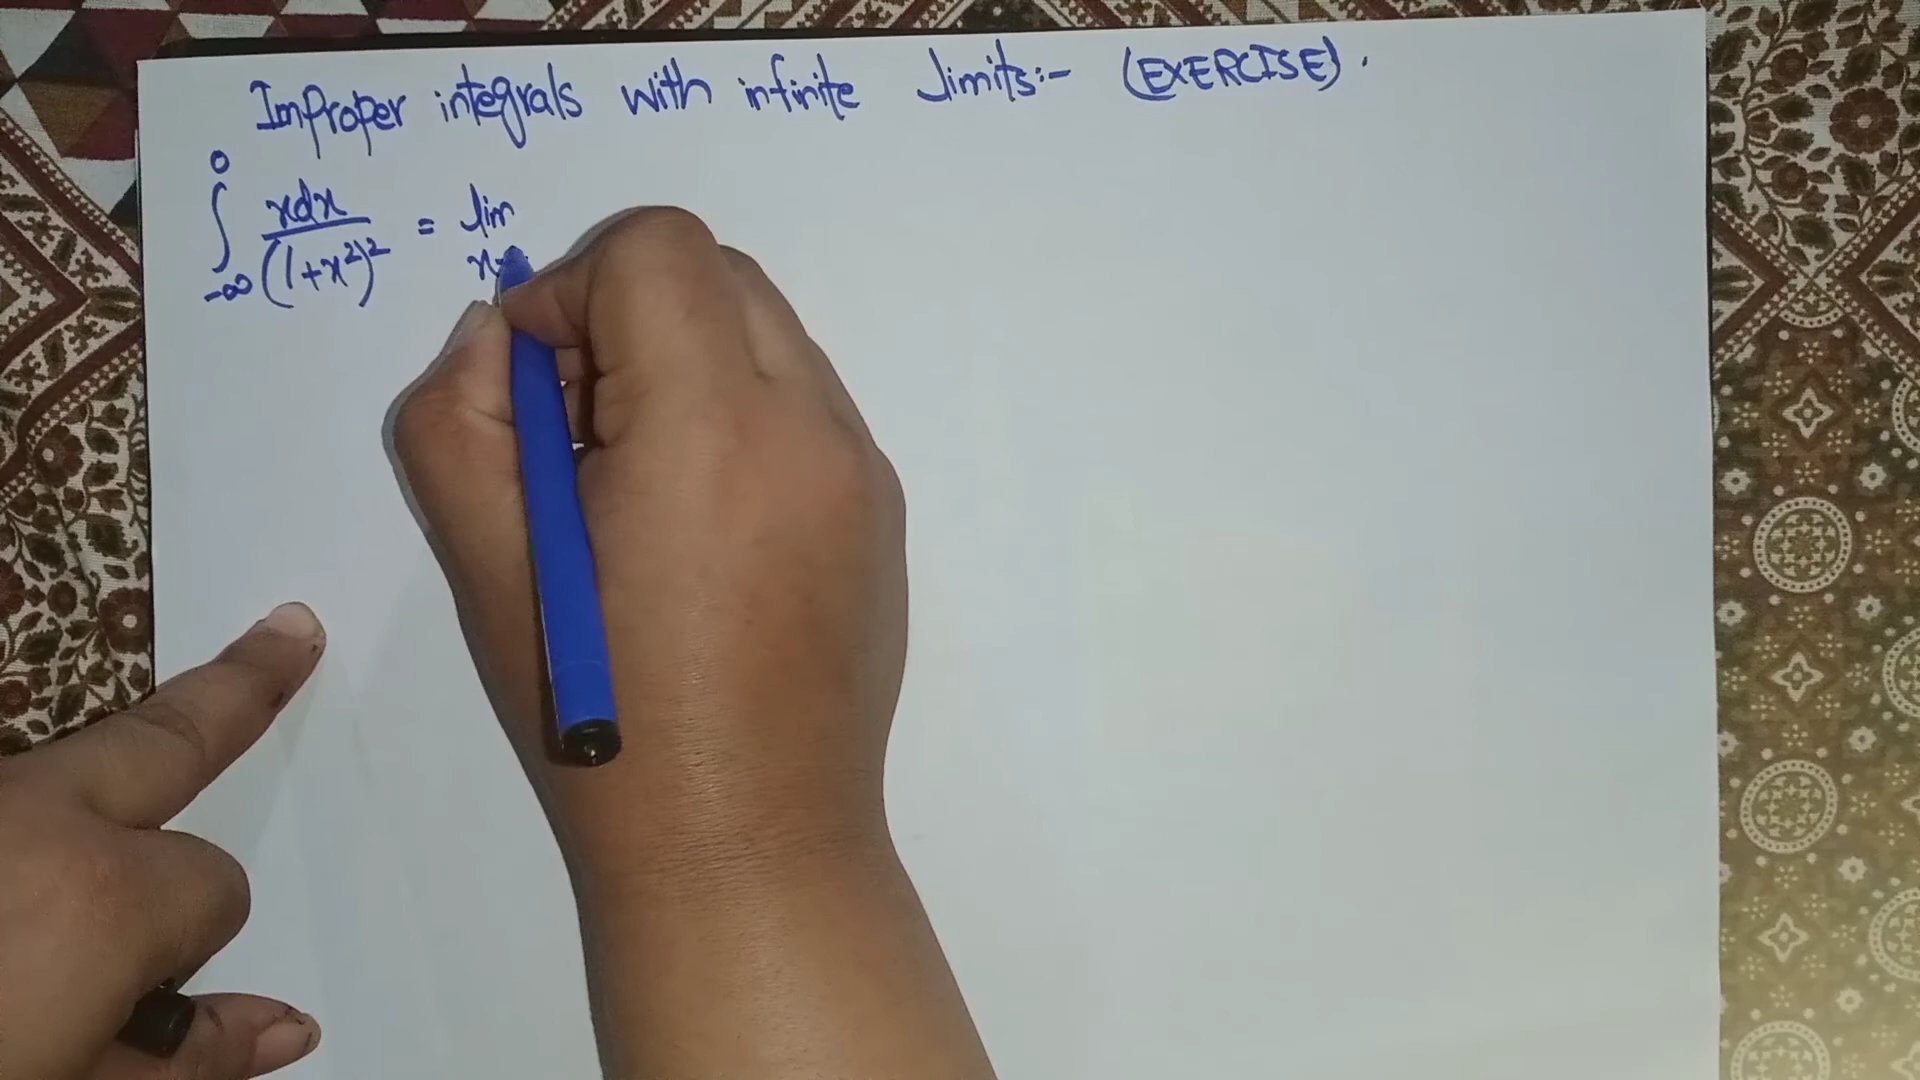 Improper integrals with infinite limits:- (EXERCISE).
∫_{-∞}^{0} xdx/(1+x²)² = lim x